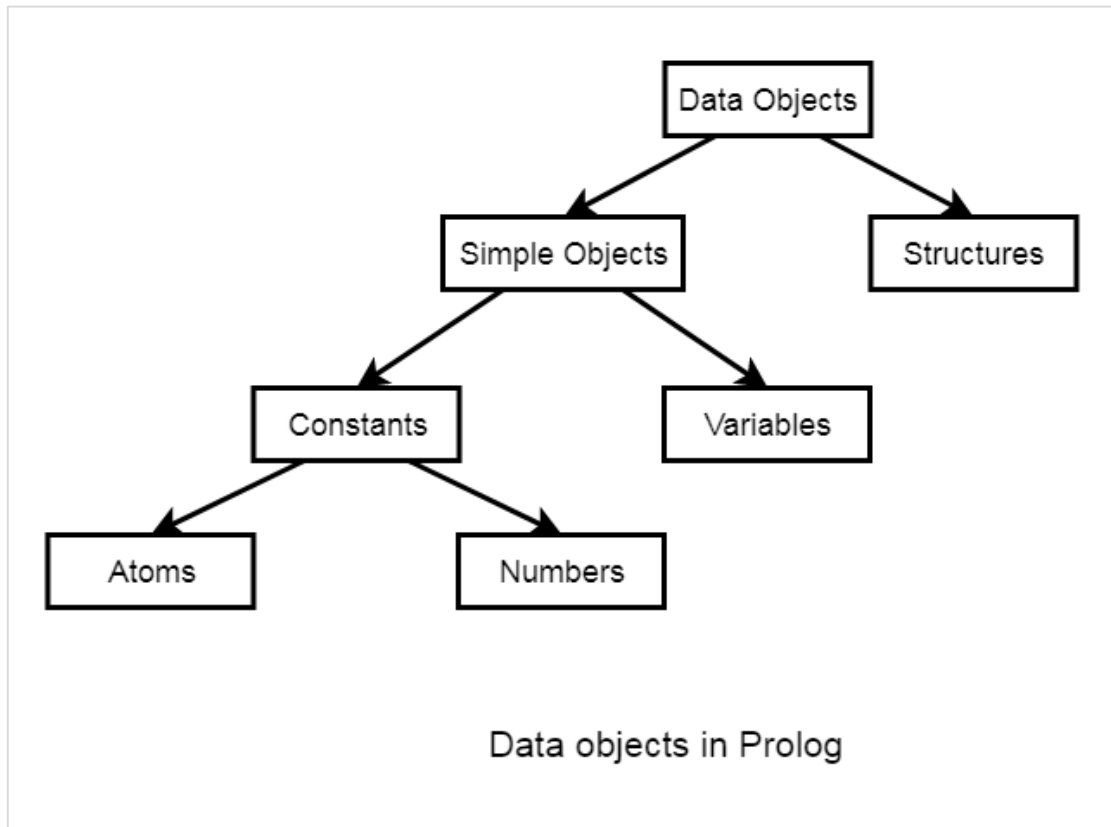 Data Objects
Simple Objects
Structures
Constants
Variables
Atoms
Numbers
Data objects in Prolog